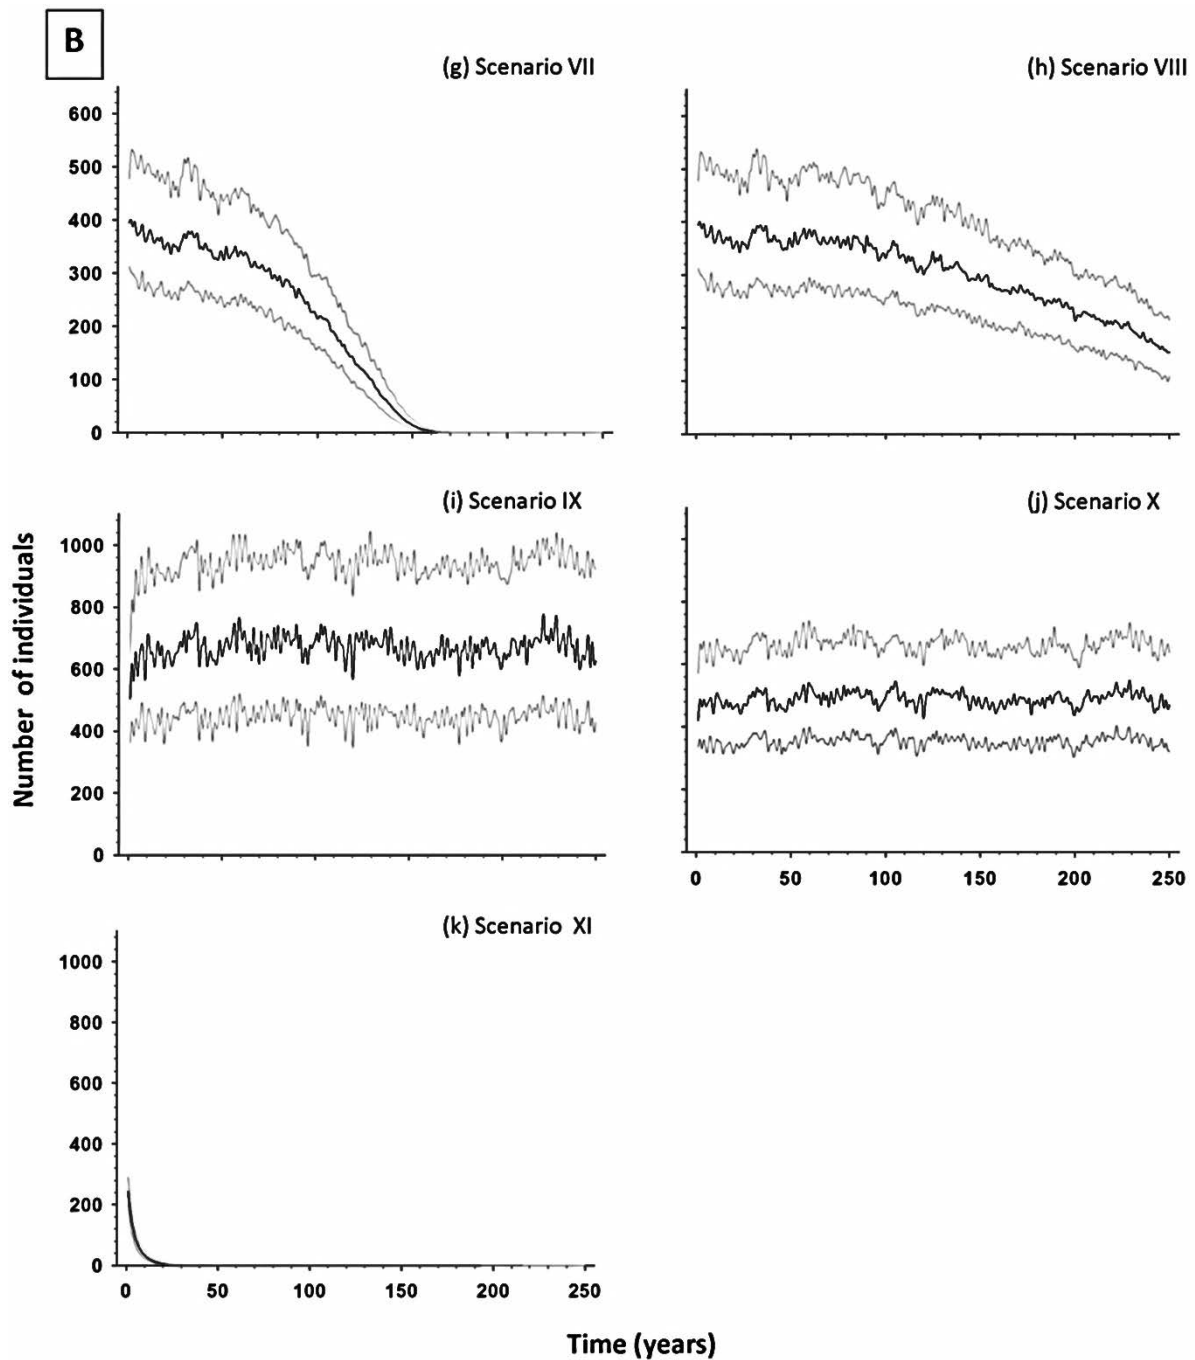 B
(g) Scenario VII
(h) Scenario VIII
600
500
400
300
200
100
0
(i) Scenario IX
(j) Scenario X
1000
800
600
400
200
0
0 50 100 150 200 250
(k) Scenario XI
1000
800
600
400
200
0
0 50 100 150 200 250
Number of individuals
Time (years)